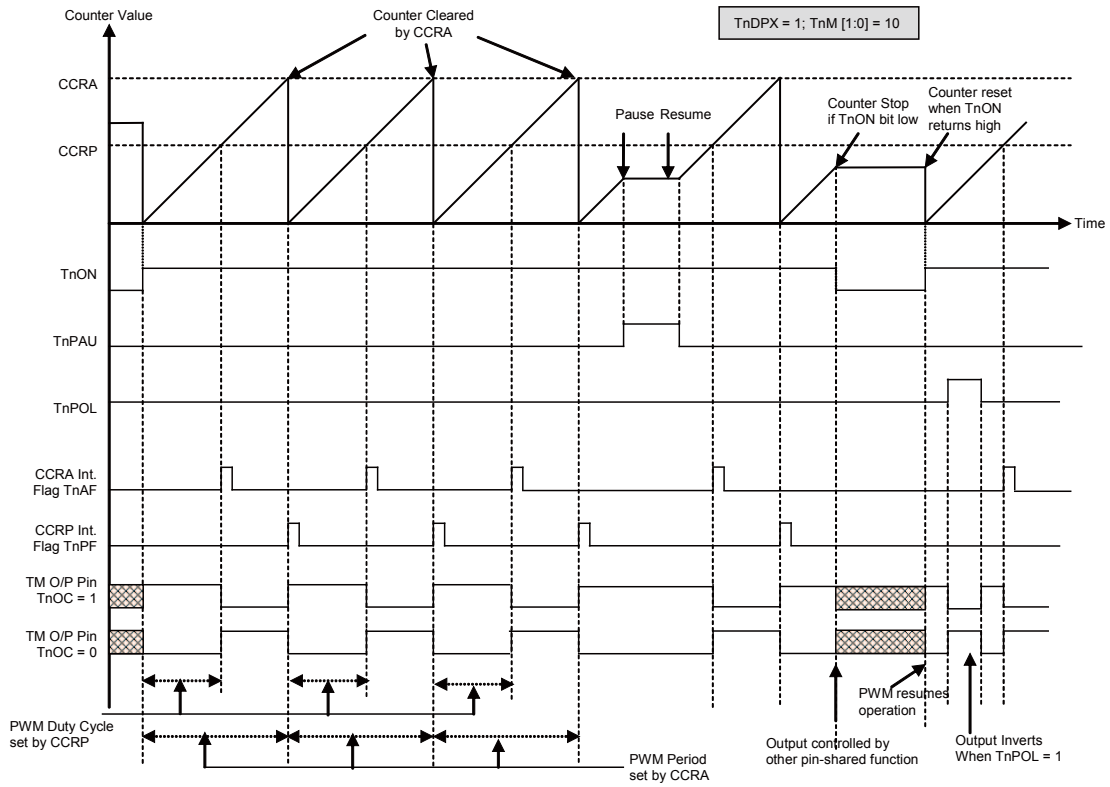 Counter Value
Counter Cleared
by CCRA
TnDPX = 1; TnM [1:0] = 10
CCRA
CCRP
Pause Resume
Counter Stop
if TnON bit low
Counter reset
when TnON
returns high
Time
TnON
TnPAU
TnPOL
CCRA Int.
Flag TnAF
CCRP Int.
Flag TnPF
TM O/P Pin
TnOC = 1
TM O/P Pin
TnOC = 0
PWM Duty Cycle
set by CCRP
PWM Period
set by CCRA
Output controlled by
other pin-shared function
PWM resumes
operation
Output Inverts
When TnPOL = 1